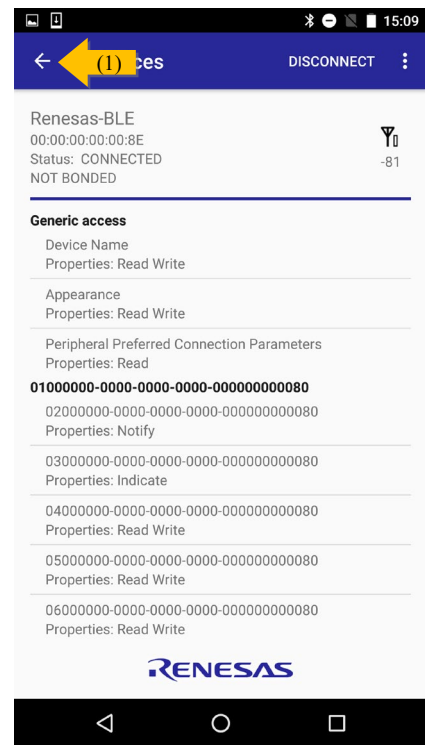 15:09
(1) ces
DISCONNECT
Renesas-BLE
00:00:00:00:00:8E
Status: CONNECTED
-81
NOT BONDED
Generic access
Device Name
Properties: Read Write
Appearance
Properties: Read Write
Peripheral Preferred Connection Parameters
Properties: Read
01000000-0000-0000-0000-000000000080
02000000-0000-0000-0000-000000000080
Properties: Notify
03000000-0000-0000-0000-000000000080
Properties: Indicate
04000000-0000-0000-0000-000000000080
Properties: Read Write
05000000-0000-0000-0000-000000000080
Properties: Read Write
06000000-0000-0000-0000-000000000080
Properties: Read Write
RENESAS